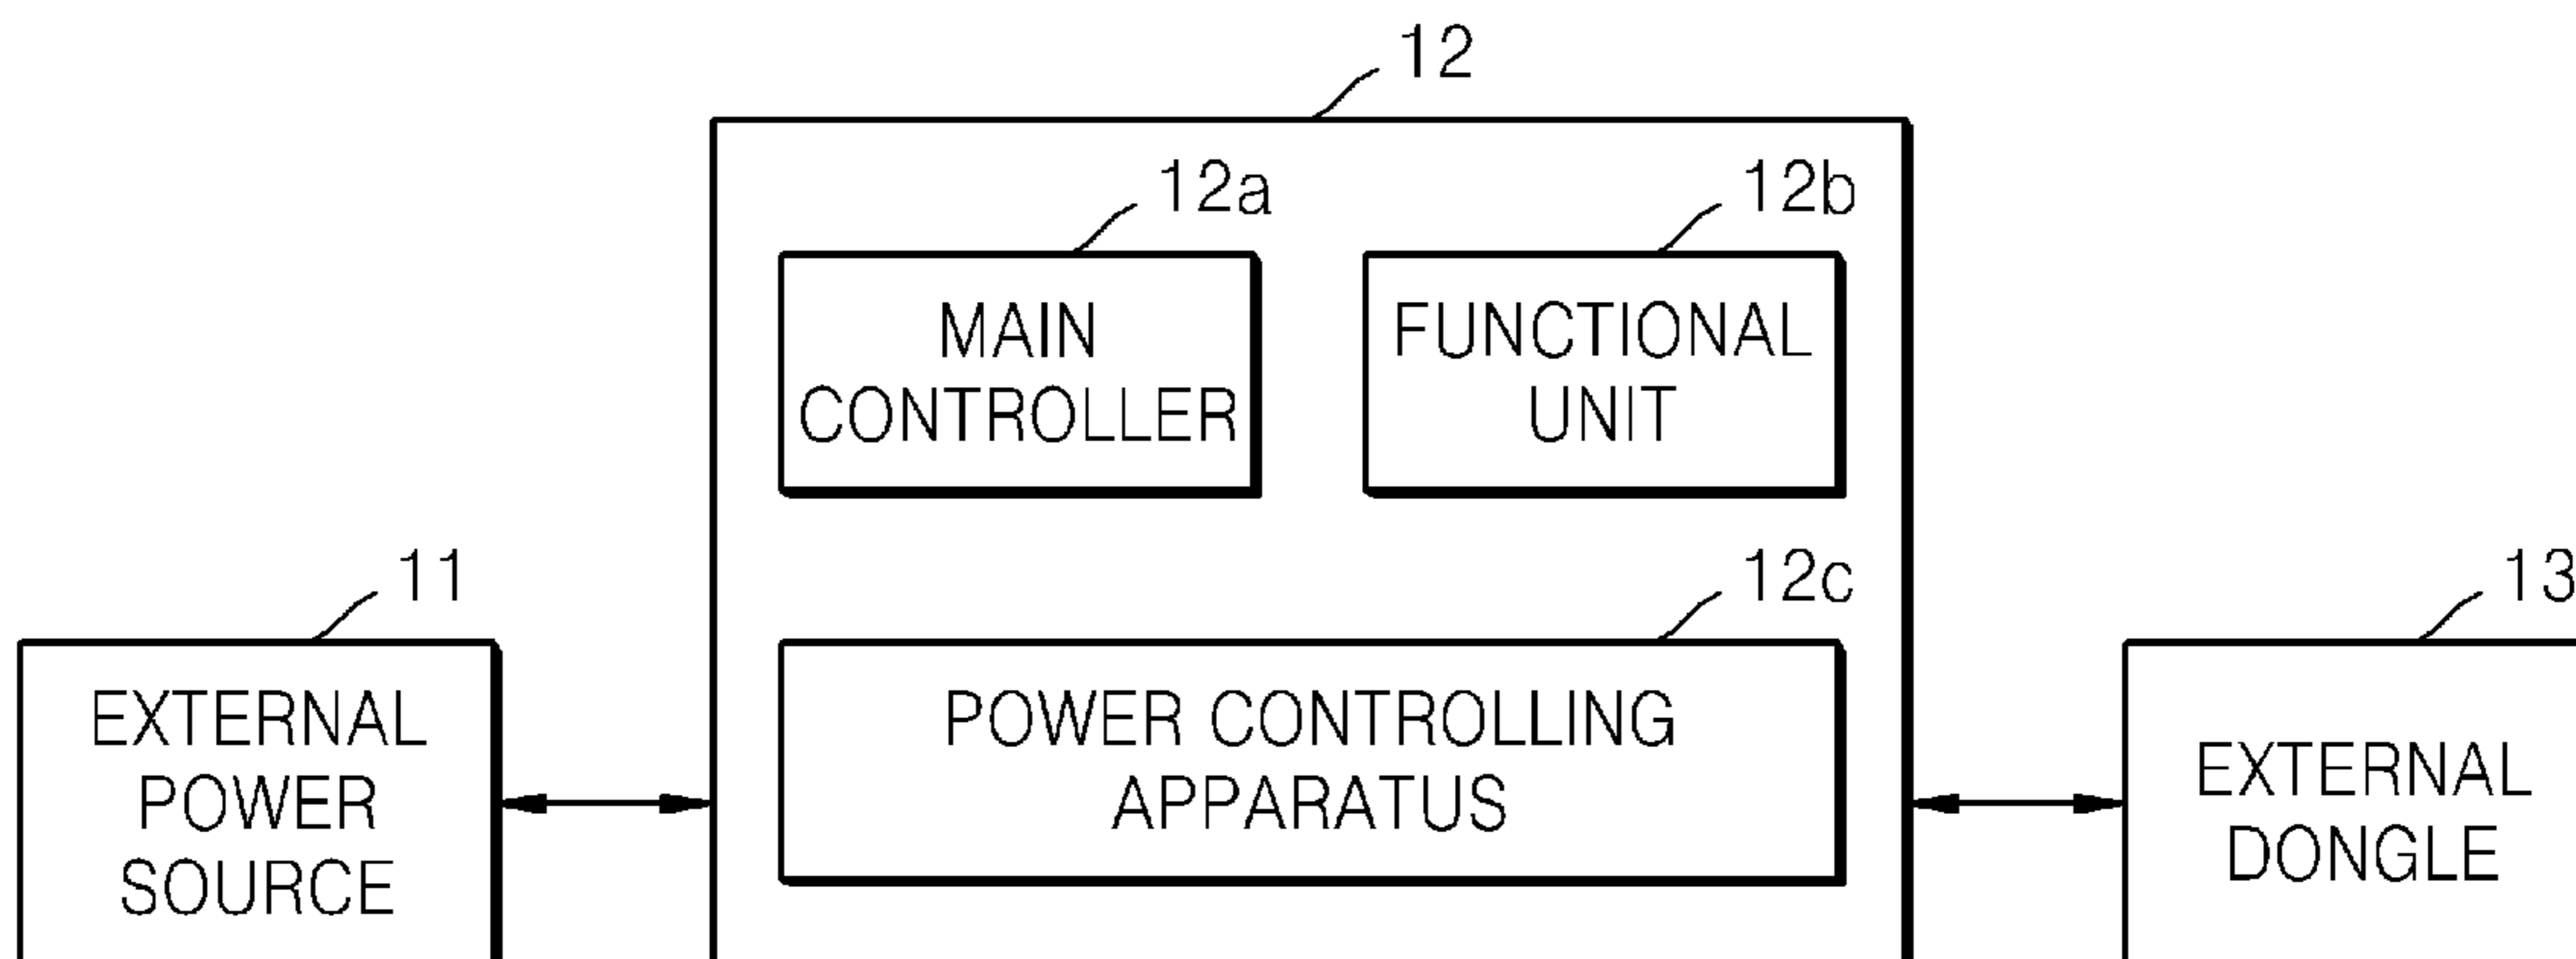 12
12a
12b
MAIN
CONTROLLER
FUNCTIONAL
UNIT
11
12c
13
EXTERNAL
POWER
SOURCE
POWER CONTROLLING
APPARATUS
EXTERNAL
DONGLE